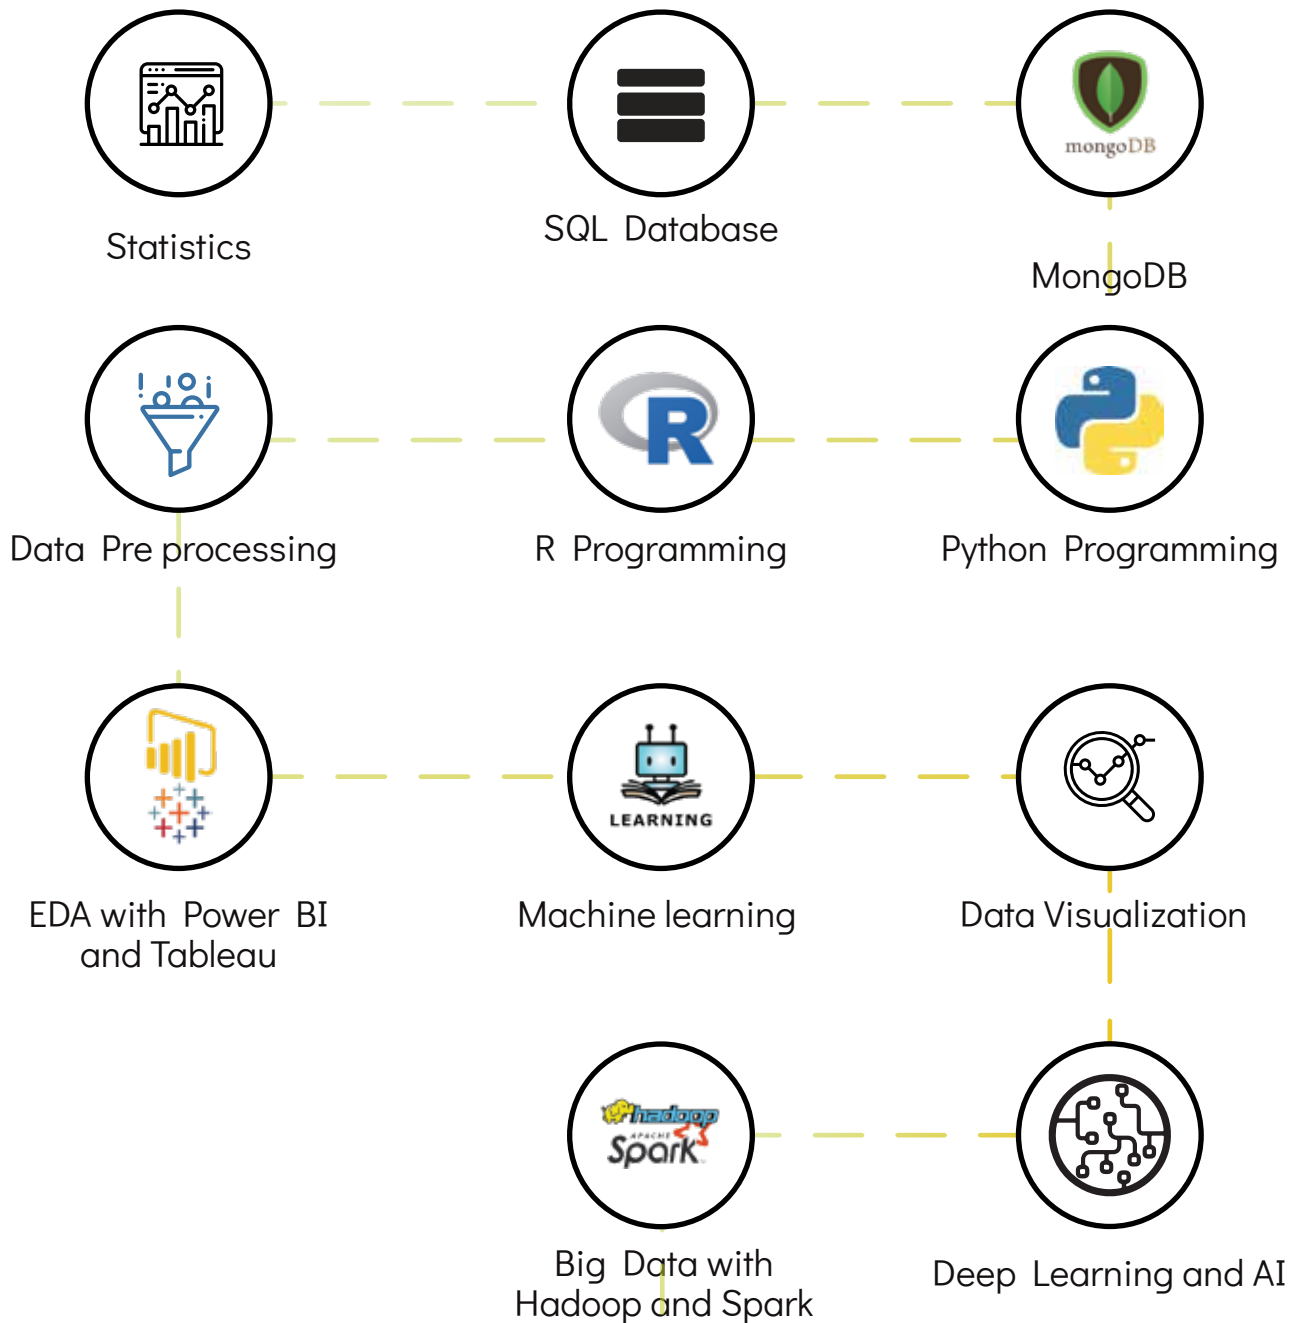 mongoDB
Statistics
SQL Database
MongoDB
R
Data Pre processing
R Programming
Python Programming
LEARNING
EDA with Power BI
and Tableau
Machine learning
Data Visualization
hadoop
APACHE
Spark
Big Data with
Hadoop and Spark
Deep Learning and AI